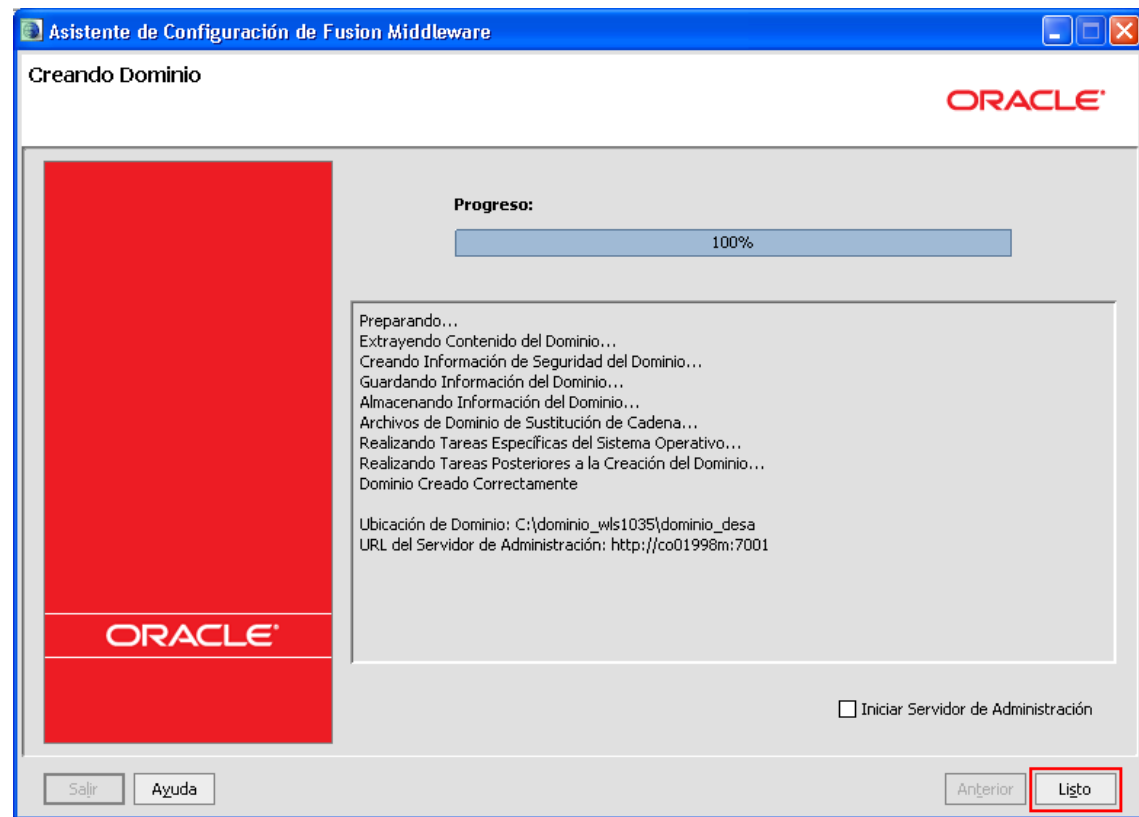 Asistente de Configuración de Fusion Middleware
Creando Dominio
ORACLE
Progreso:
100%
Preparando...
Extrayendo Contenido del Dominio...
Creando Información de Seguridad del Dominio...
Guardando Información del Dominio...
Almacenando Información del Dominio...
Archivos de Dominio de Sustitución de Cadena...
Realizando Tareas Específicas del Sistema Operativo...
Realizando Tareas Posteriores a la Creación del Dominio...
Dominio Creado Correctamente
Ubicación de Dominio: C:\dominio_wls1035\dominio_desa
URL del Servidor de Administración: http://co01998m:7001
ORACLE
Iniciar Servidor de Administración
Salir
Ayuda
Anterior
Listo